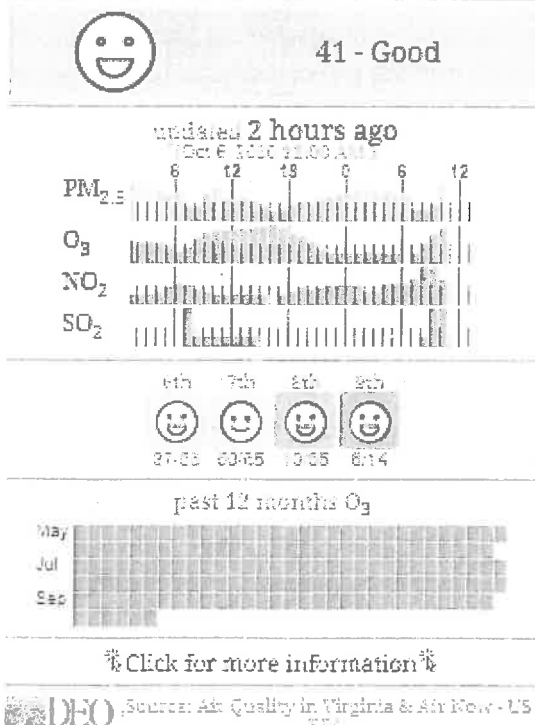 41 - Good
updated 2 hours ago
6 12 18 0 6 12
PM2.5
O3
NO2
SO2
6th 7th 8th 9th
past 12 months O3
May
Jul
Sep
Click for more information
Source: Air Quality in Virginia & Air Now - US